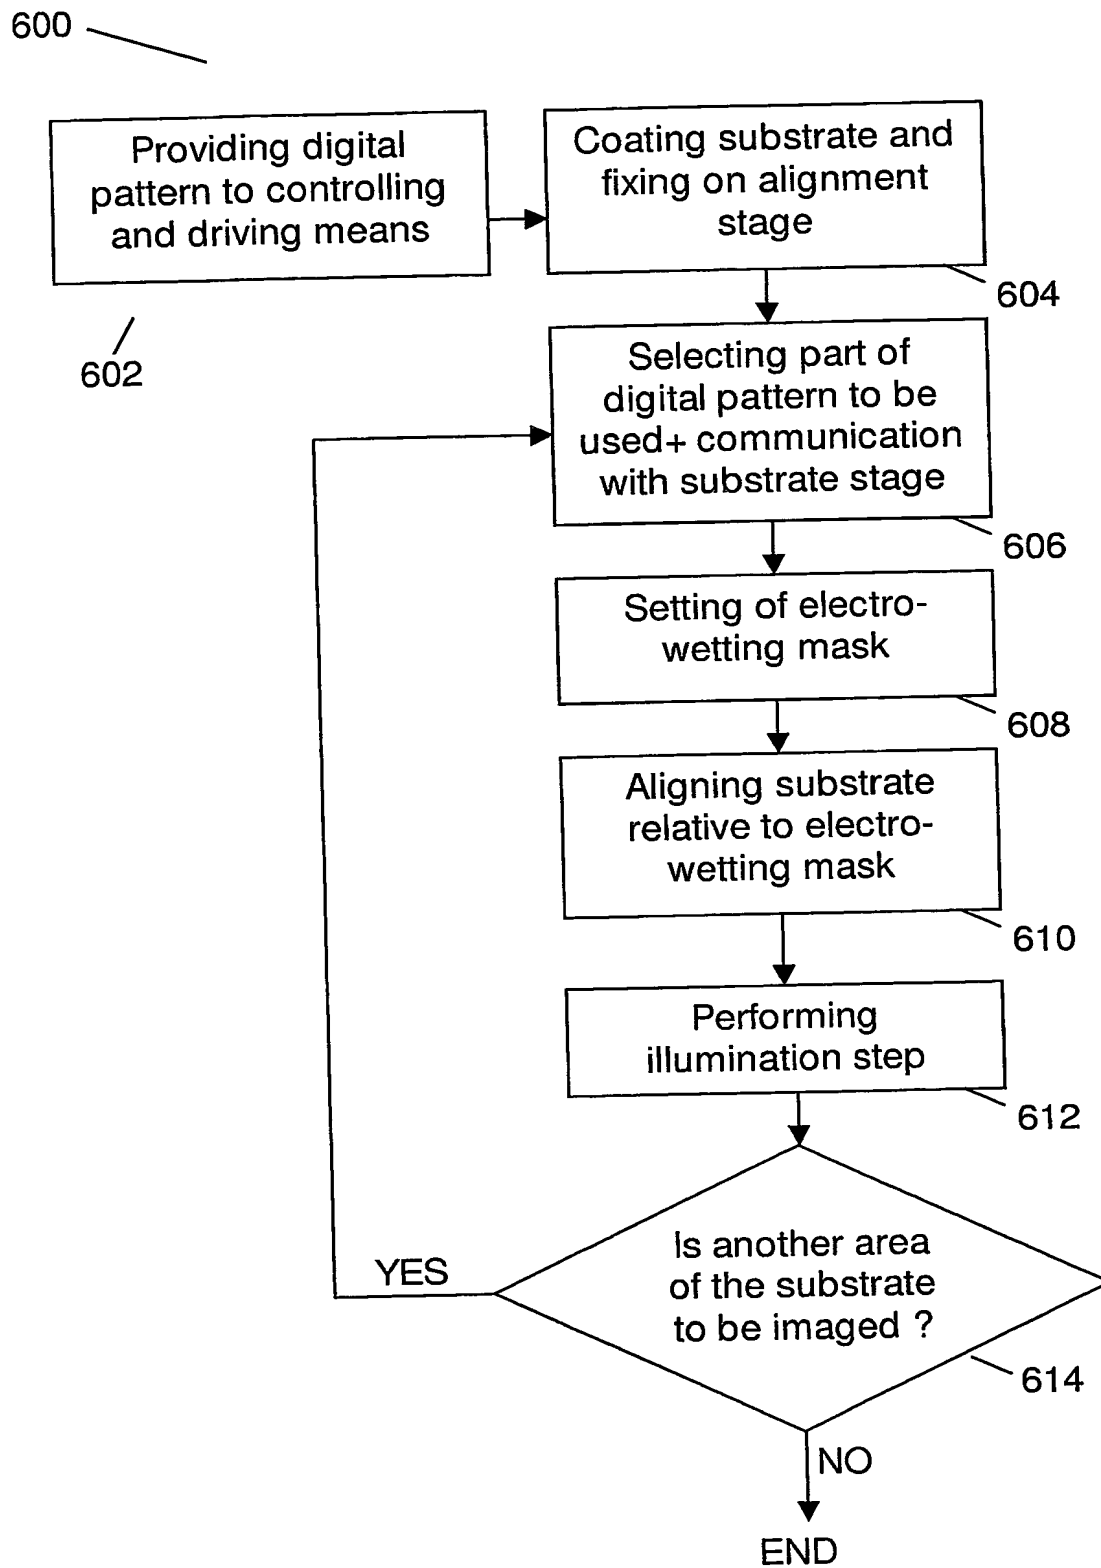 600
Providing digital
pattern to controlling
and driving means
602
Coating substrate and
fixing on alignment
stage
604
Selecting part of
digital pattern to be
used+ communication
with substrate stage
606
Setting of electro-
wetting mask
608
Aligning substrate
relative to electro-
wetting mask
610
Performing
illumination step
612
Is another area
of the substrate
to be imaged ?
614
YES
NO
END